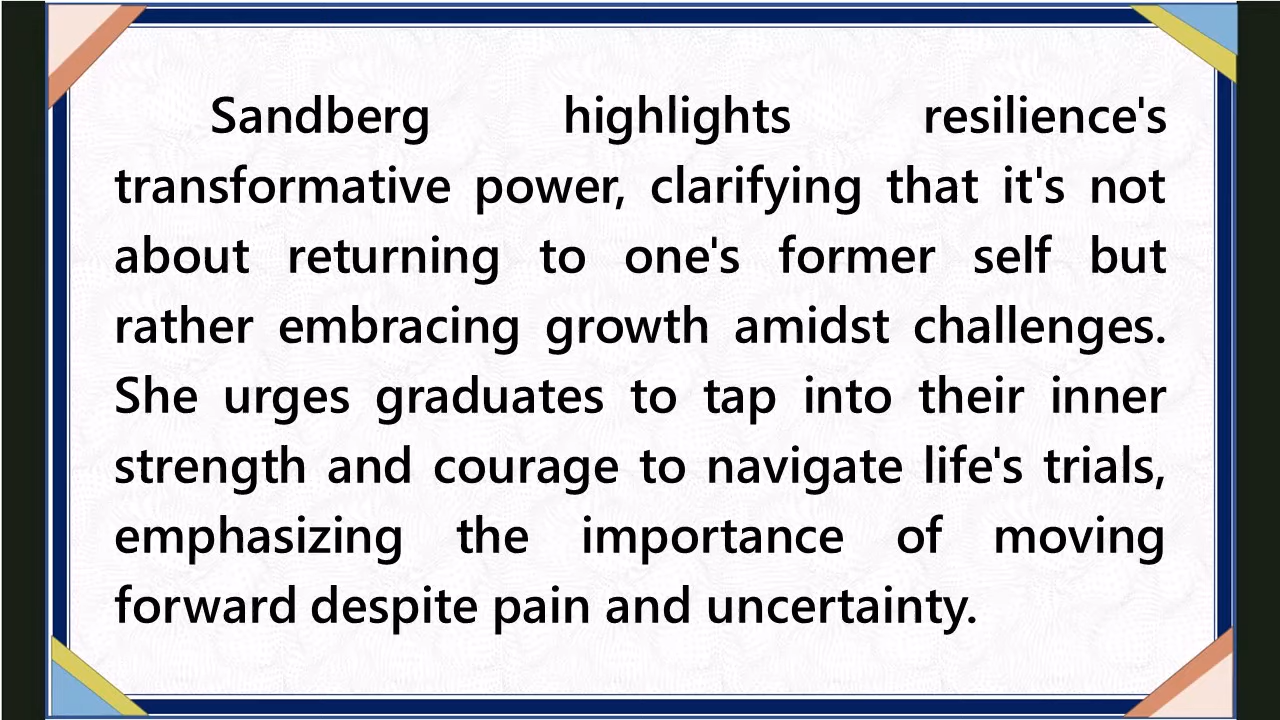 Sandberg highlights resilience's
transformative power, clarifying that it's not
about returning to one's former self but
rather embracing growth amidst challenges.
She urges graduates to tap into their inner
strength and courage to navigate life's trials,
emphasizing the importance of moving
forward despite pain and uncertainty.